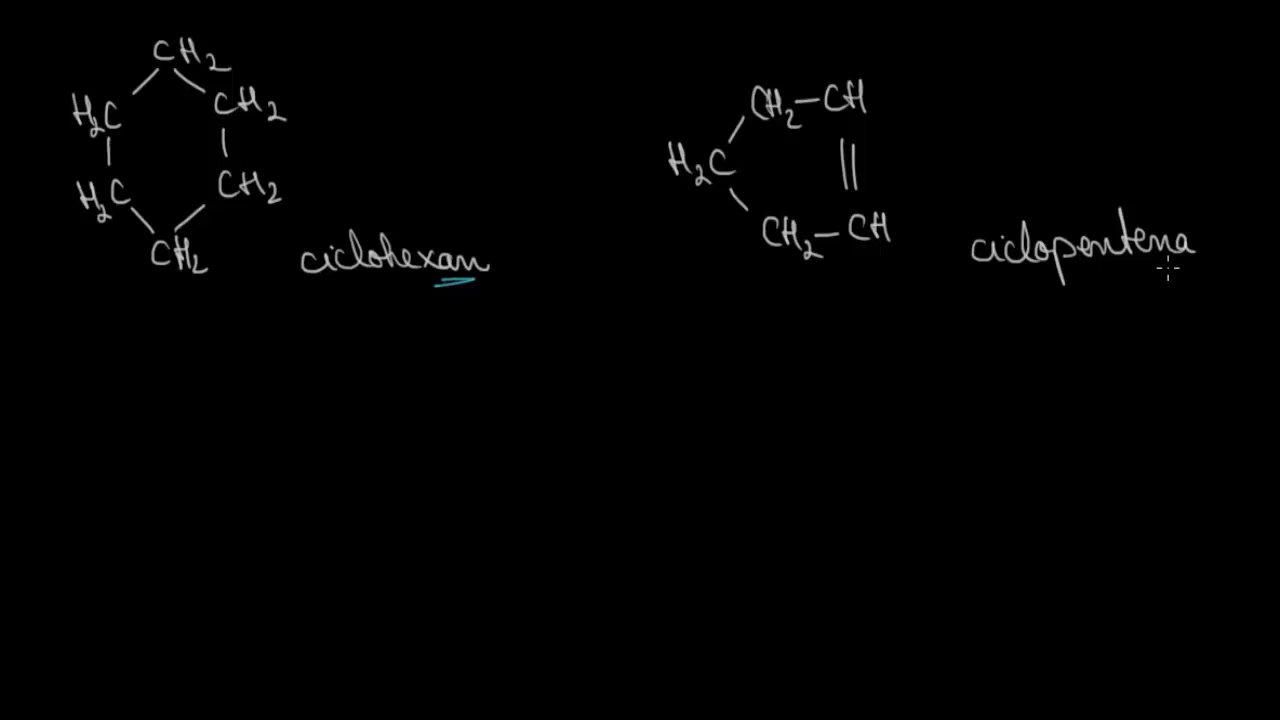 CH2
H2C
CH2
H2C
CH2
CH2
ciclohexan
CH2-CH
H2C
||
CH2-CH
ciclopentena